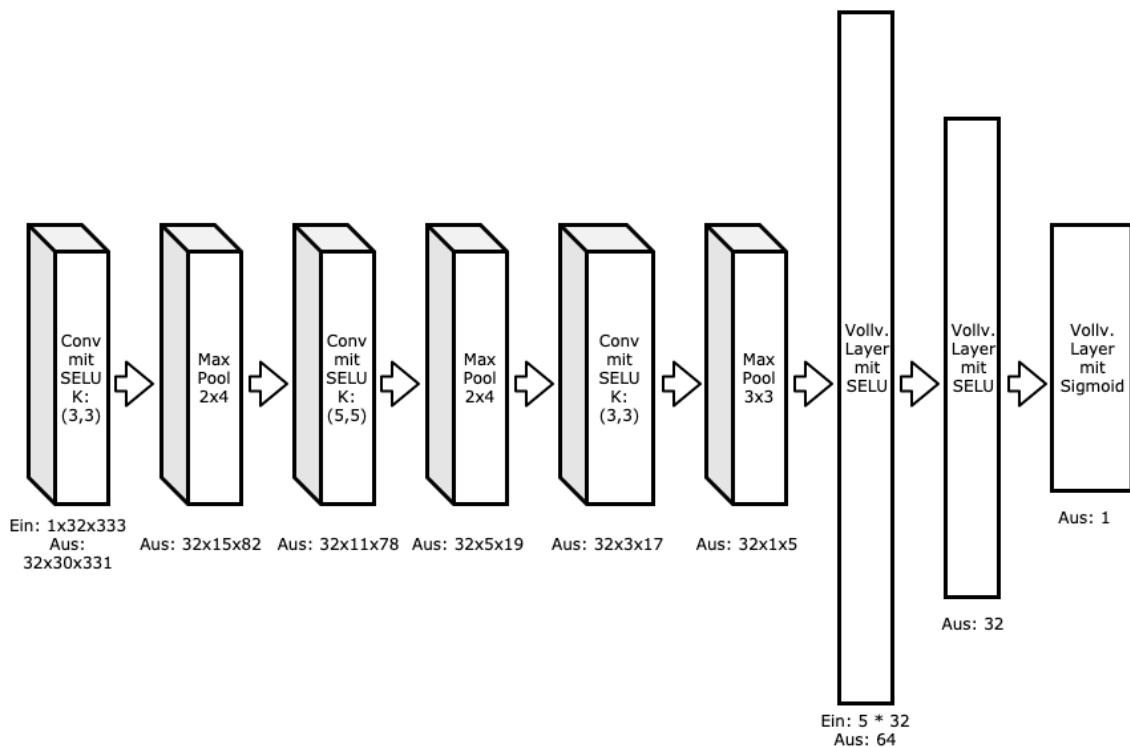 Conv
mit
SELU
K:
(3,3)
Ein: 1x32x333
Aus:
32x30x331
Max
Pool
2x4
Aus: 32x15x82
Conv
mit
SELU
K:
(5,5)
Aus: 32x11x78
Max
Pool
2x4
Aus: 32x5x19
Conv
mit
SELU
K:
(3,3)
Aus: 32x3x17
Max
Pool
3x3
Aus: 32x1x5
Vollv.
Layer
mit
SELU
Ein: 5 * 32
Aus: 64
Vollv.
Layer
mit
SELU
Aus: 32
Vollv.
Layer
mit
Sigmoid
Aus: 1